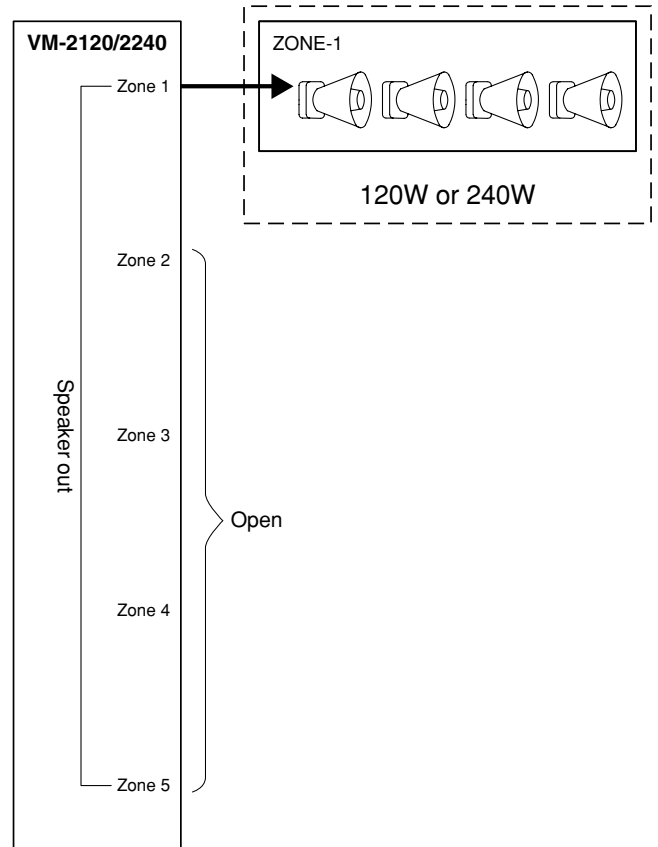 VM-2120/2240
ZONE-1
Zone 1
120W or 240W
Zone 2
Speaker out
Zone 3
Open
Zone 4
Zone 5